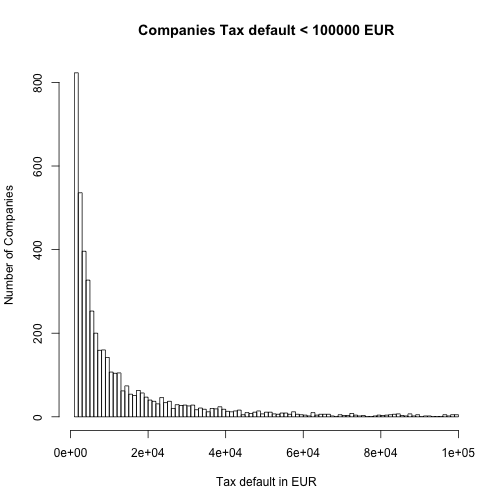 Companies Tax default < 100000 EUR
Number of Companies
800
600
400
200
0
0e+00 2e+04 4e+04 6e+04 8e+04 1e+05
Tax default in EUR